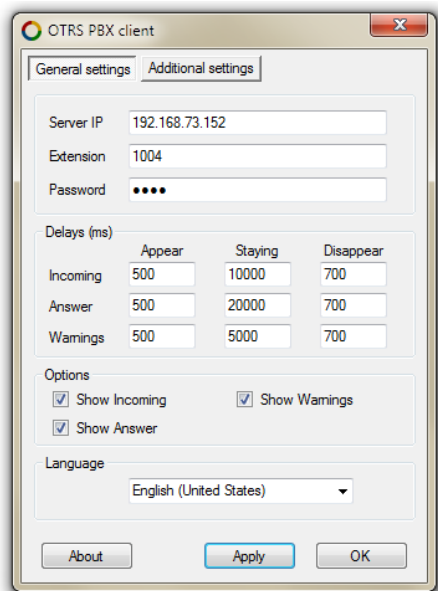 OTRS PBX client
General settings Additional settings
Server IP 192.168.73.152
Extension 1004
Password ●●●●
Delays (ms)
Appear Staying Disappear
Incoming 500 10000 700
Answer 500 20000 700
Warnings 500 5000 700
Options
Show Incoming Show Warnings
Show Answer
Language
English (United States)
About Apply OK